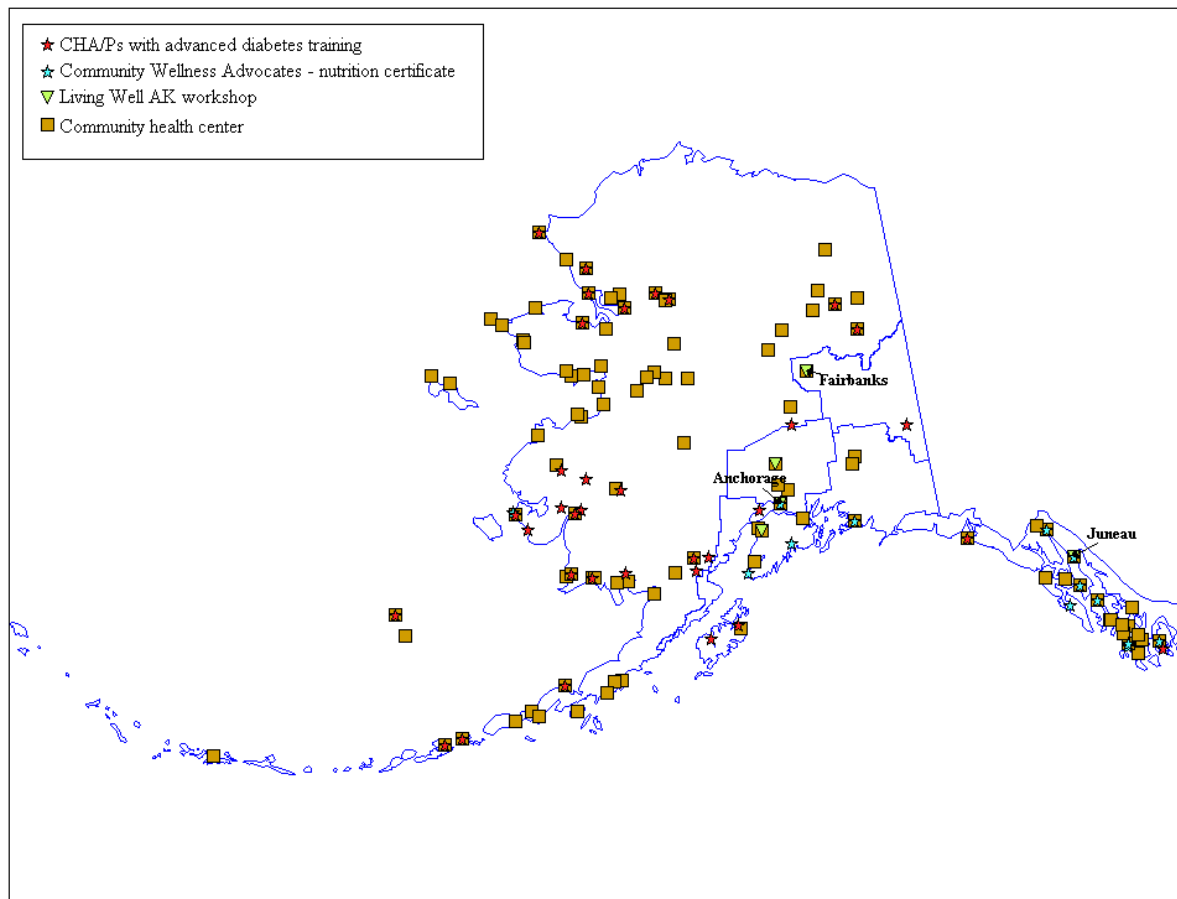 CHA/Ps with advanced diabetes training
Community Wellness Advocates - nutrition certificate
Living Well AK workshop
Community health center
Fairbanks
Anchorage
Juneau